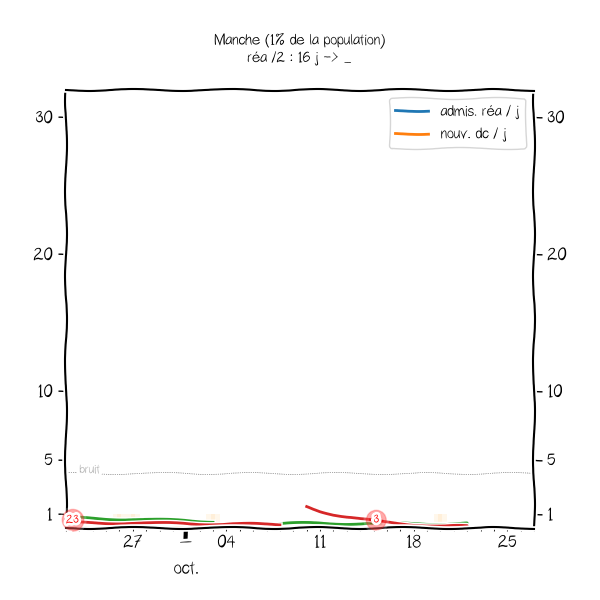 Manche (1% de la population)
réa /2 : 16 j -> _
admis. réa / j
nouv. dc / j
30
30
20
20
10
10
5
5
bruit
1
23
3
1
27
04
11
18
25
oct.